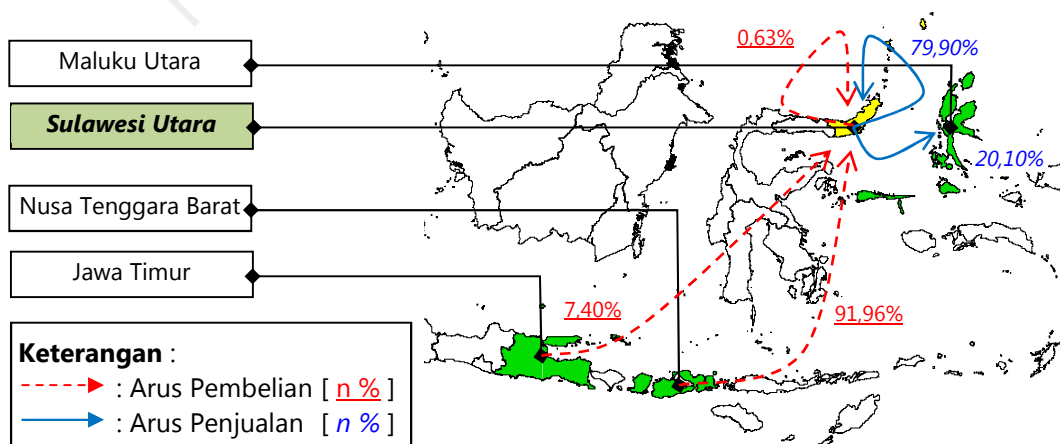 Maluku Utara
Sulawesi Utara
Nusa Tenggara Barat
Jawa Timur
0,63%
79,90%
20,10%
7,40%
91,96%
Keterangan :
: Arus Pembelian [ n % ]
: Arus Penjualan [ n % ]